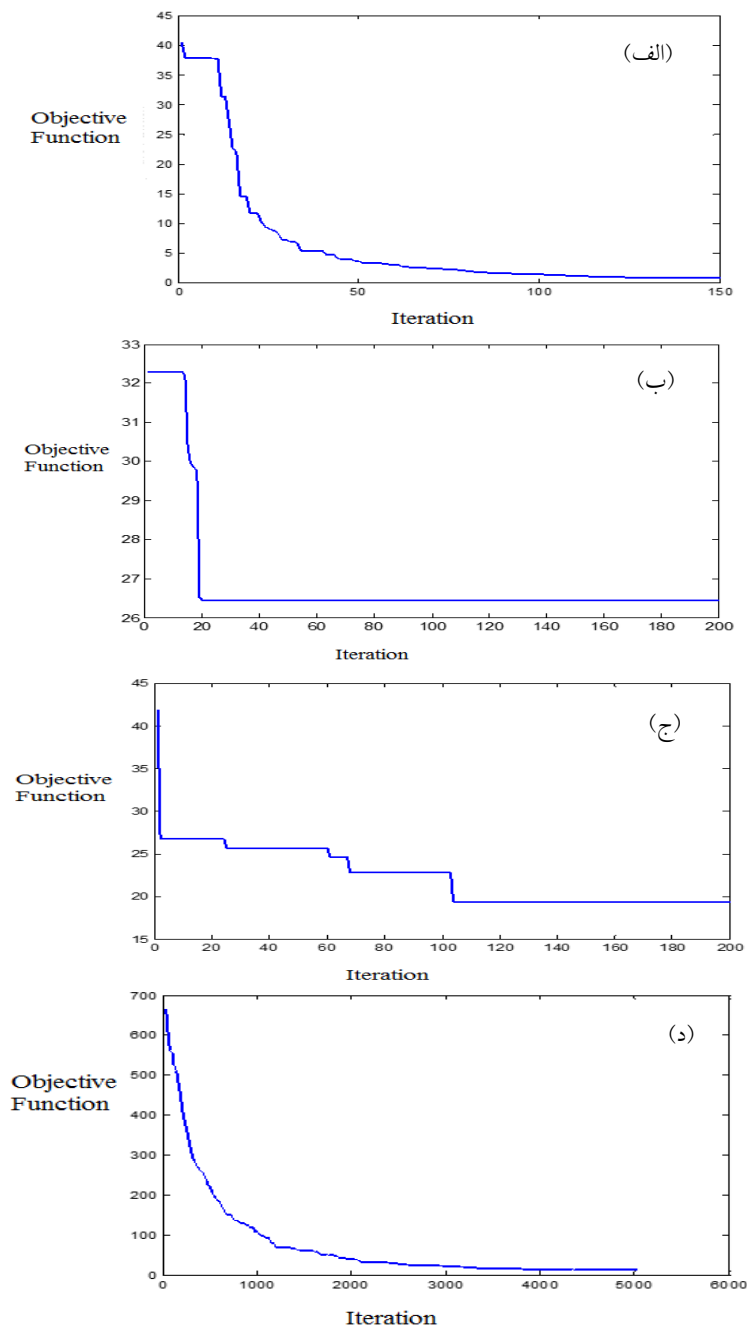 45
40
35
30
25
20
15
10
5
0
(الف)
Objective
Function
0 50 100 150
Iteration
33
32
31
30
29
28
27
26
(ب)
Objective
Function
0 20 40 60 80 100 120 140 160 180 200
Iteration
45
40
35
30
25
20
15
(ج)
Objective
Function
0 20 40 60 80 100 120 140 160 180 200
Iteration
700
600
500
400
300
200
100
0
(د)
Objective
Function
0 1000 2000 3000 4000 5000 6000
Iteration